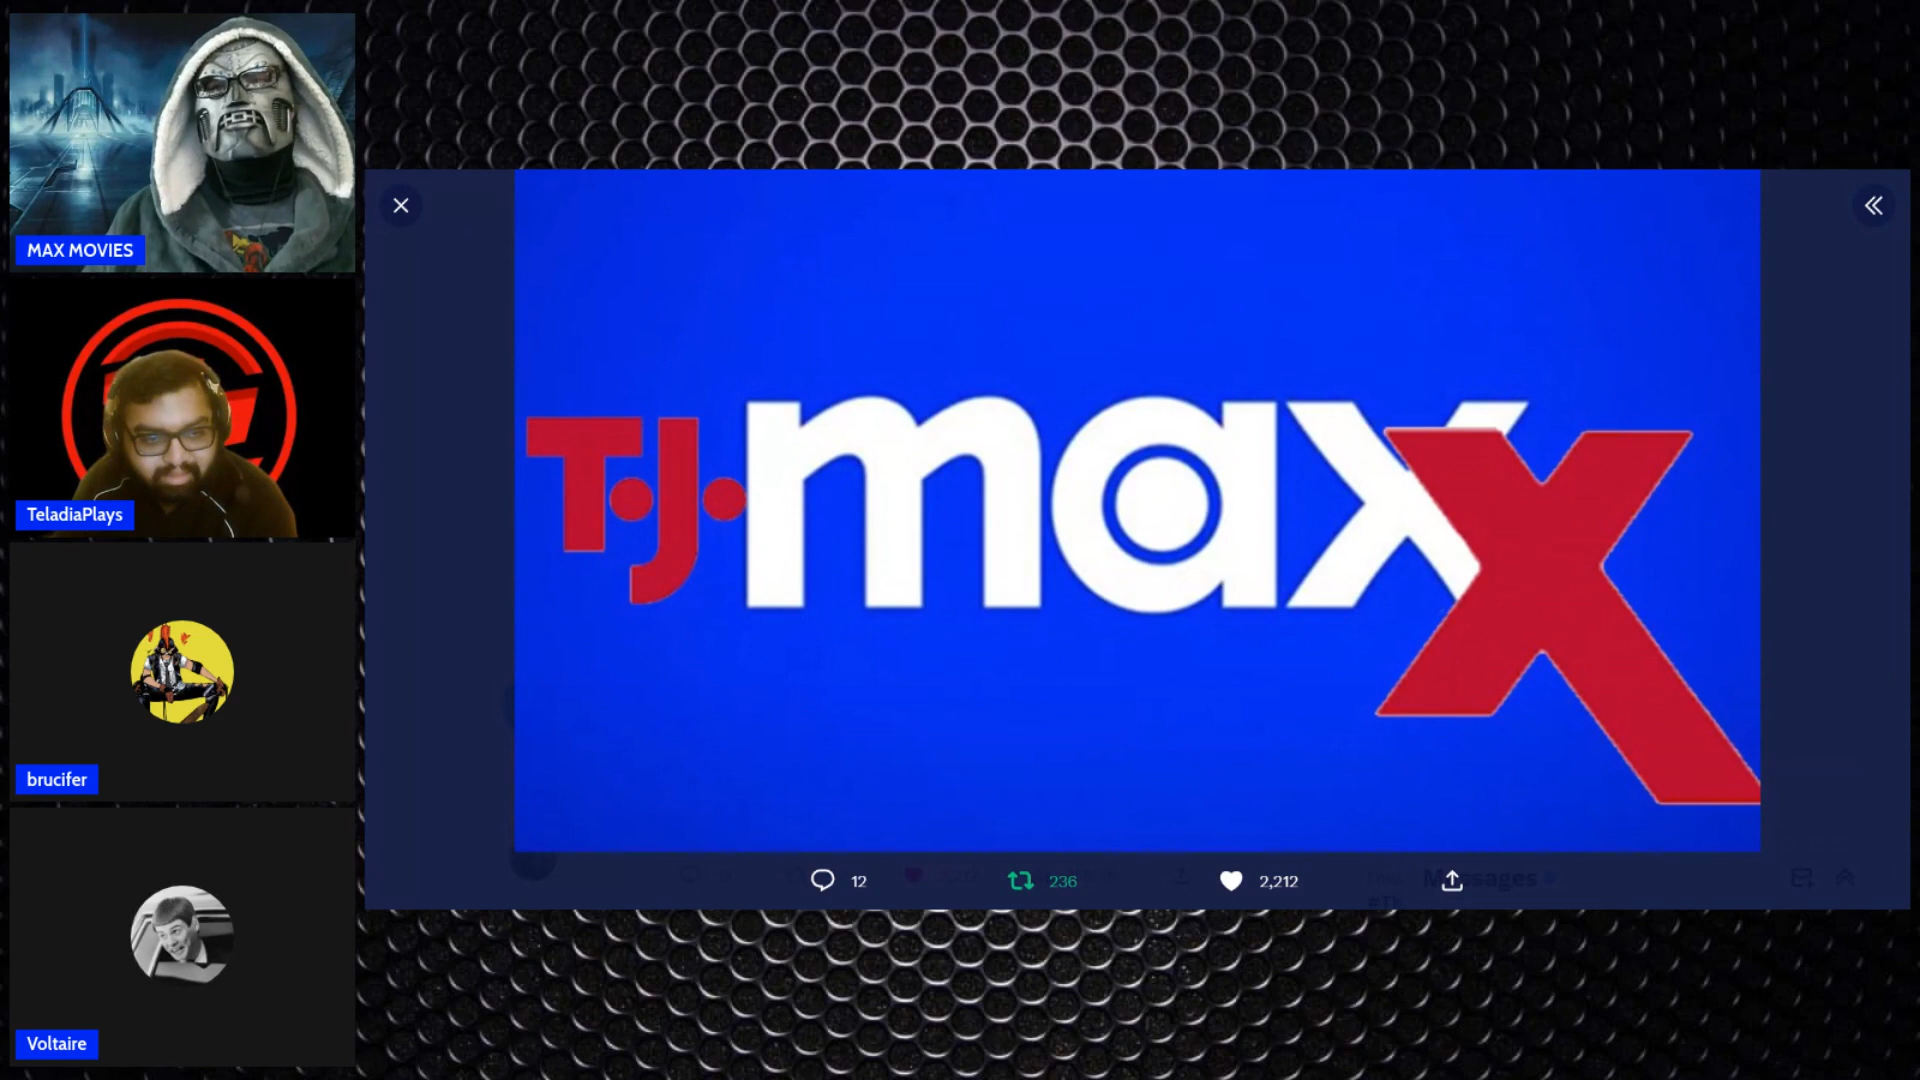 MAX MOVIES
TeladiaPlays
brucifer
Voltaire
T.J.maxx
12
236
2,212